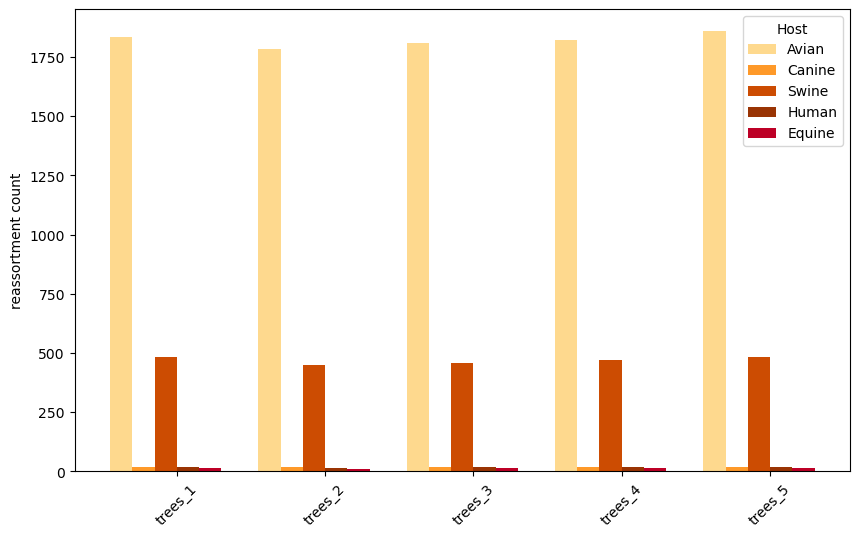 reassortment count
1750
1500
1250
1000
750
500
250
0
trees_1
trees_2
trees_3
trees_4
trees_5
Host
Avian
Canine
Swine
Human
Equine